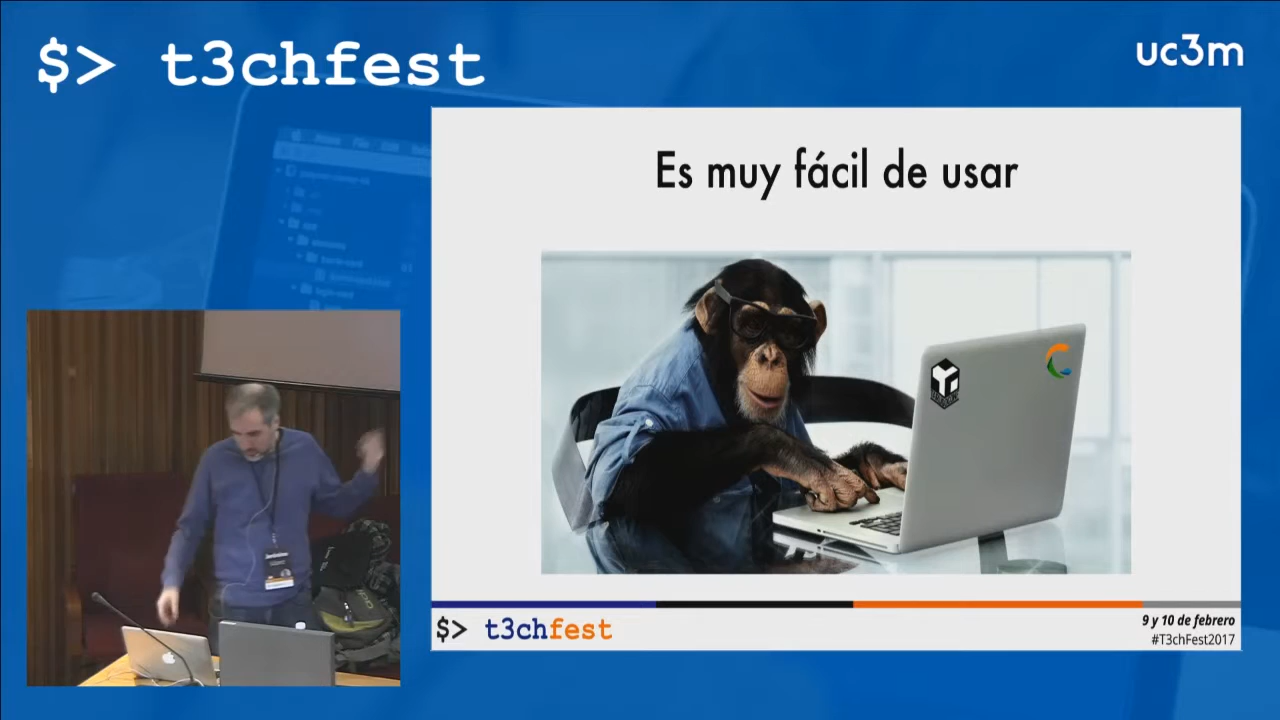 $> t3chfest
uc3m
Es muy fácil de usar
$> t3chfest
9 y 10 de febrero
#T3chFest2017